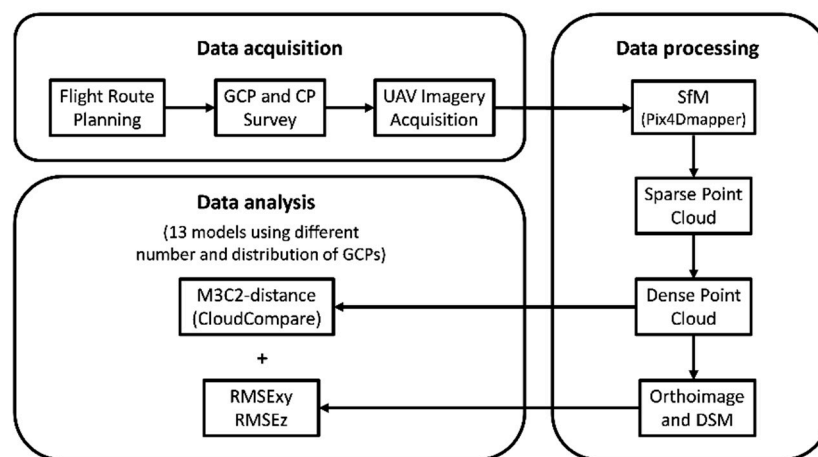 Data acquisition
Flight Route
Planning
GCP and CP
Survey
UAV Imagery
Acquisition
Data processing
SfM
(Pix4Dmapper)
Sparse Point
Cloud
Dense Point
Cloud
Orthoimage
and DSM
Data analysis
(13 models using different
number and distribution of GCPs)
M3C2-distance
(CloudCompare)
+
RMSExy
RMSEz